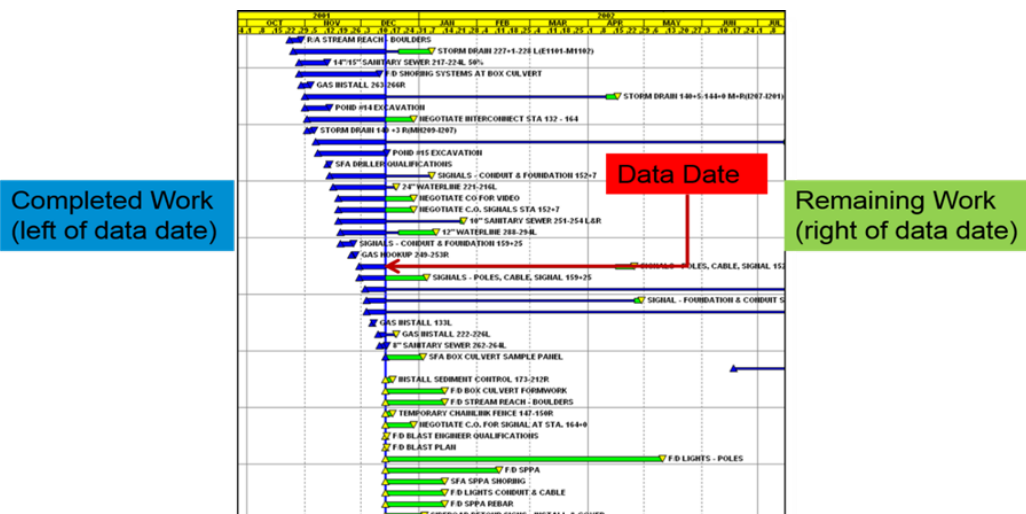 2001
2002
OCT NOV DEC JAN FEB MAR APR MAY JUN JUL
R/A STREAM REACH - BOULDERS
STORM DRAIN 227+1-228 L(E1101-M1102)
14"/15" SANITARY SEWER 217-224L 50%
F/D SHORING SYSTEMS AT BOX CULVERT
GAS INSTALL 263-266R
STORM DRAIN 140+5-144+0 M+R(I207-I201)
POND #14 EXCAVATION
NEGOTIATE INTERCONNECT STA 132 - 164
STORM DRAIN 140 +3 R(MH209-I207)
POND #15 EXCAVATION
SFA DRILLER QUALIFICATIONS
SIGNALS - CONDUIT & FOUNDATION 152+7
Data Date
24" WATERLINE 221-216L
Completed Work
(left of data date)
Remaining Work
(right of data date)
NEGOTIATE CO FOR VIDEO
NEGOTIATE C.O. SIGNALS STA 152+7
10" SANITARY SEWER 251-254 L&R
12" WATERLINE 288-294L
SIGNALS - CONDUIT & FOUNDATION 159+25
GAS HOOKUP 249-253R
SIGNALS - POLES, CABLE, SIGNAL 152
SIGNALS - POLES, CABLE, SIGNAL 159+25
SIGNAL - FOUNDATION & CONDUIT S
GAS INSTALL 133L
GAS INSTALL 222-226L
8" SANITARY SEWER 262-264L
SFA BOX CULVERT SAMPLE PANEL
INSTALL SEDIMENT CONTROL 173-212R
F/D BOX CULVERT FORMWORK
F/D STREAM REACH - BOULDERS
TEMPORARY CHAINLINK FENCE 147-150R
NEGOTIATE C.O. FOR SIGNAL AT STA. 164+0
F/D BLAST ENGINEER QUALIFICATIONS
F/D BLAST PLAN
F/D LIGHTS - POLES
F/D SPPA
SFA SPPA SHORING
F/D LIGHTS CONDUIT & CABLE
F/D SPPA REBAR